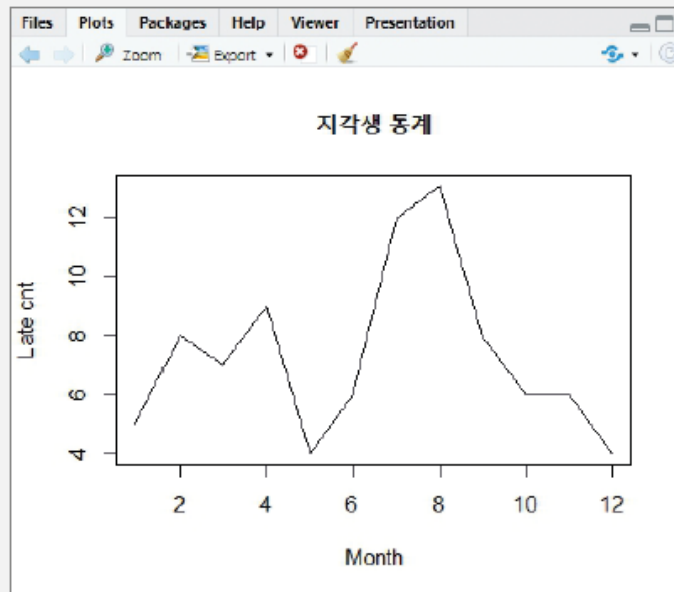 Files Plots Packages Help Viewer Presentation
Zoom Export
지각생 통계
12
10
8
6
4
Late cnt
2 4 6 8 10 12
Month